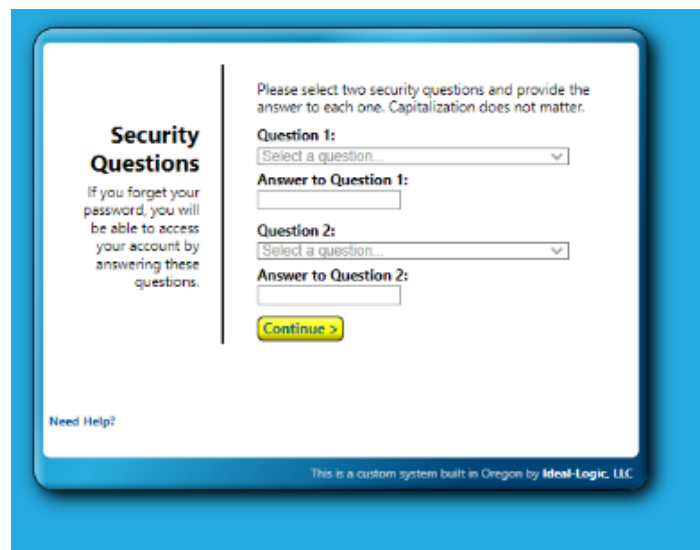 Security
Questions
If you forget your
password, you will
be able to access
your account by
answering these
questions.
Please select two security questions and provide the
answer to each one. Capitalization does not matter.
Question 1:
Select a question...
Answer to Question 1:
Question 2:
Select a question...
Answer to Question 2:
Continue >
Need Help?
This is a custom system built in Oregon by Ideal-Logic, LLC